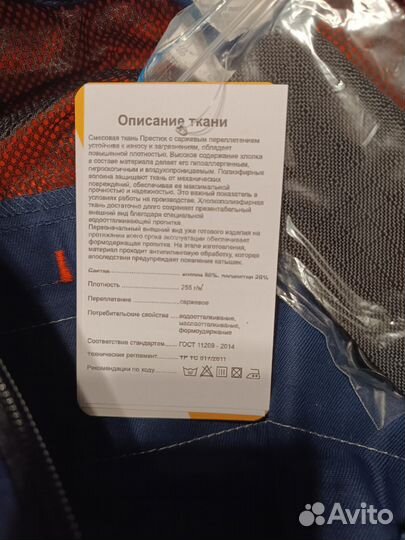 Описание ткани
Смесовая ткань Престиж с саржевым переплетением
устойчива к износу и загрязнениям, обладает
повышенной плотностью. Высокое содержание хлопка
в составе материала делает его гипоаллергенным,
гигроскопичным и воздухопроницаемым. Полиэфирные
волокна защищают ткань от механических
повреждений, обеспечивая ее максимальной
прочностью и надежностью. Это важный показатель в
условиях работы на производстве. Хлопкополиэфирная
ткань достаточно долго сохраняет презентабельный
внешний вид благодаря специальной
водоотталкивающей пропитке.
Первоначальный внешний вид уже готового изделия на
протяжении всего срока эксплуатации обеспечивает
формодержащая пропитка. На этапе изготовления,
материал проходит антипиллинговую обработку, которая
впоследствии предупреждает появление катышек.
Состав хлопок 80%, полиэстер 20%
Плотность 255 г/м²
Переплетение саржевое
Потребительские свойства водоотталкивание,
маслоотталкивание,
формоудержание
Соответствие стандартам ГОСТ 11209 - 2014
технический регламент ТР ТС 017/2011
Рекомендации по уходу
Avito